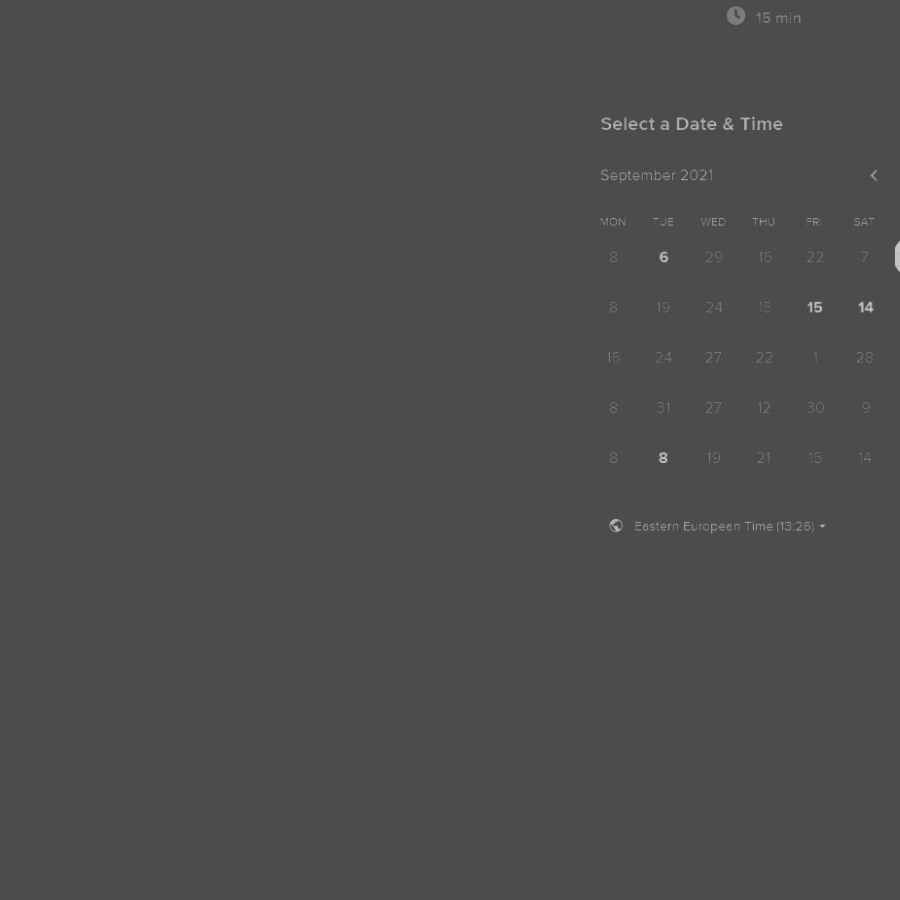 15 min
Select a Date & Time
September 2021
MON TUE WED THU FRI SAT
8 6 29 16 22 7
8 19 24 15 15 14
16 24 27 22 1 28
8 31 27 12 30 9
8 8 19 21 15 14
Eastern European Time (13:26)